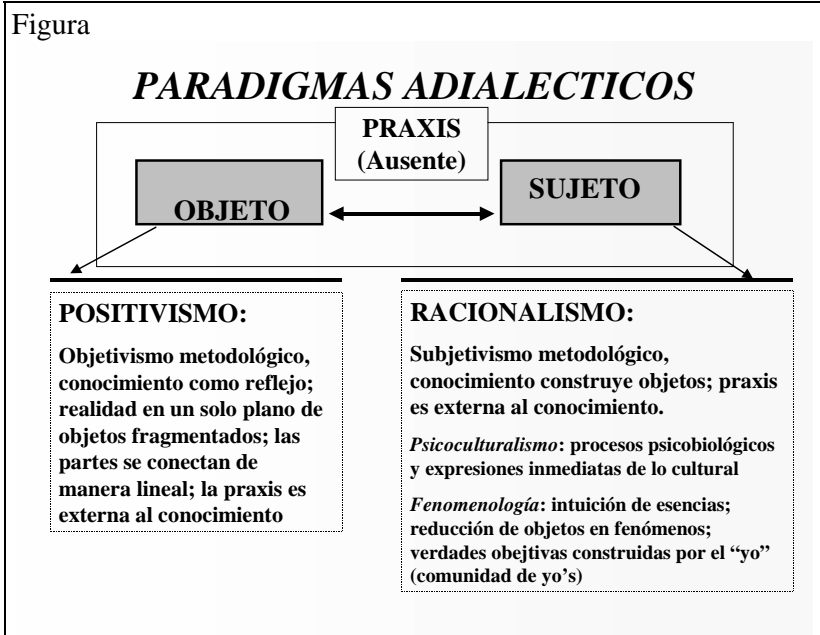 Figura
PARADIGMAS ADIALECTICOS
PRAXIS
(Ausente)
OBJETO
SUJETO
POSITIVISMO:
Objetivismo metodológico,
conocimiento como reflejo;
realidad en un solo plano de
objetos fragmentados; las
partes se conectan de
manera lineal; la praxis es
externa al conocimiento
RACIONALISMO:
Subjetivismo metodológico,
conocimiento construye objetos; praxis
es externa al conocimiento.
Psicoculturalismo: procesos psicobiológicos
y expresiones inmediatas de lo cultural
Fenomenología: intuición de esencias;
reducción de objetos en fenómenos;
verdades obejtivas construidas por el “yo”
(comunidad de yo’s)